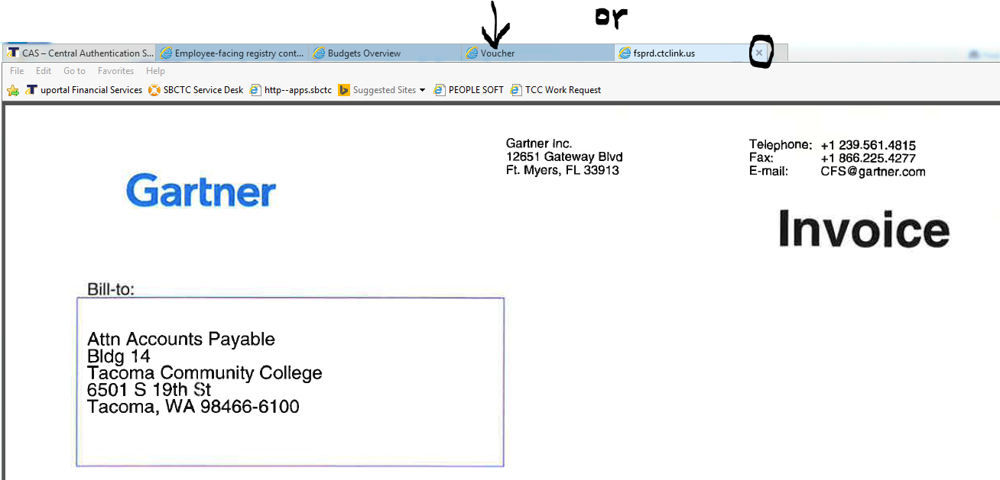 or
CAS – Central Authentication S... Employee-facing registry cont... Budgets Overview Voucher fsprd.ctclink.us
File Edit Go to Favorites Help
uportal Financial Services SBCTC Service Desk http--apps.sbctc Suggested Sites PEOPLE SOFT TCC Work Request
Gartner
Gartner Inc.
12651 Gateway Blvd
Ft. Myers, FL 33913
Telephone: +1 239.561.4815
Fax: +1 866.225.4277
E-mail: CFS@gartner.com
Invoice
Bill-to:
Attn Accounts Payable
Bldg 14
Tacoma Community College
6501 S 19th St
Tacoma, WA 98466-6100